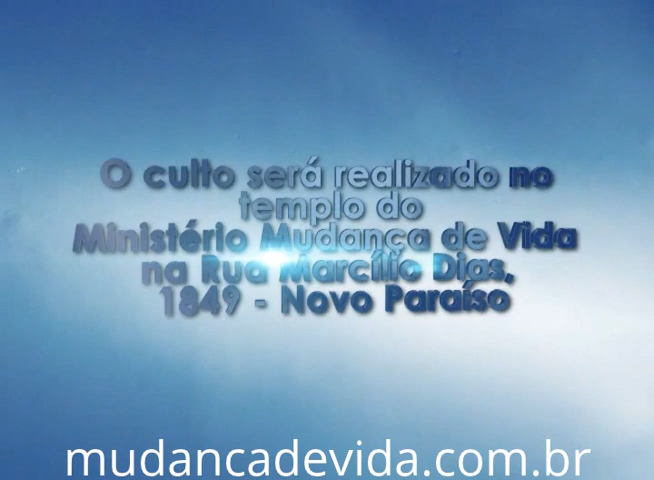 O culto será realizado no
templo do
Ministério Mudança de Vida
na Rua Marcílio Dias,
1849 - Novo Paraíso
mudancadevida.com.br